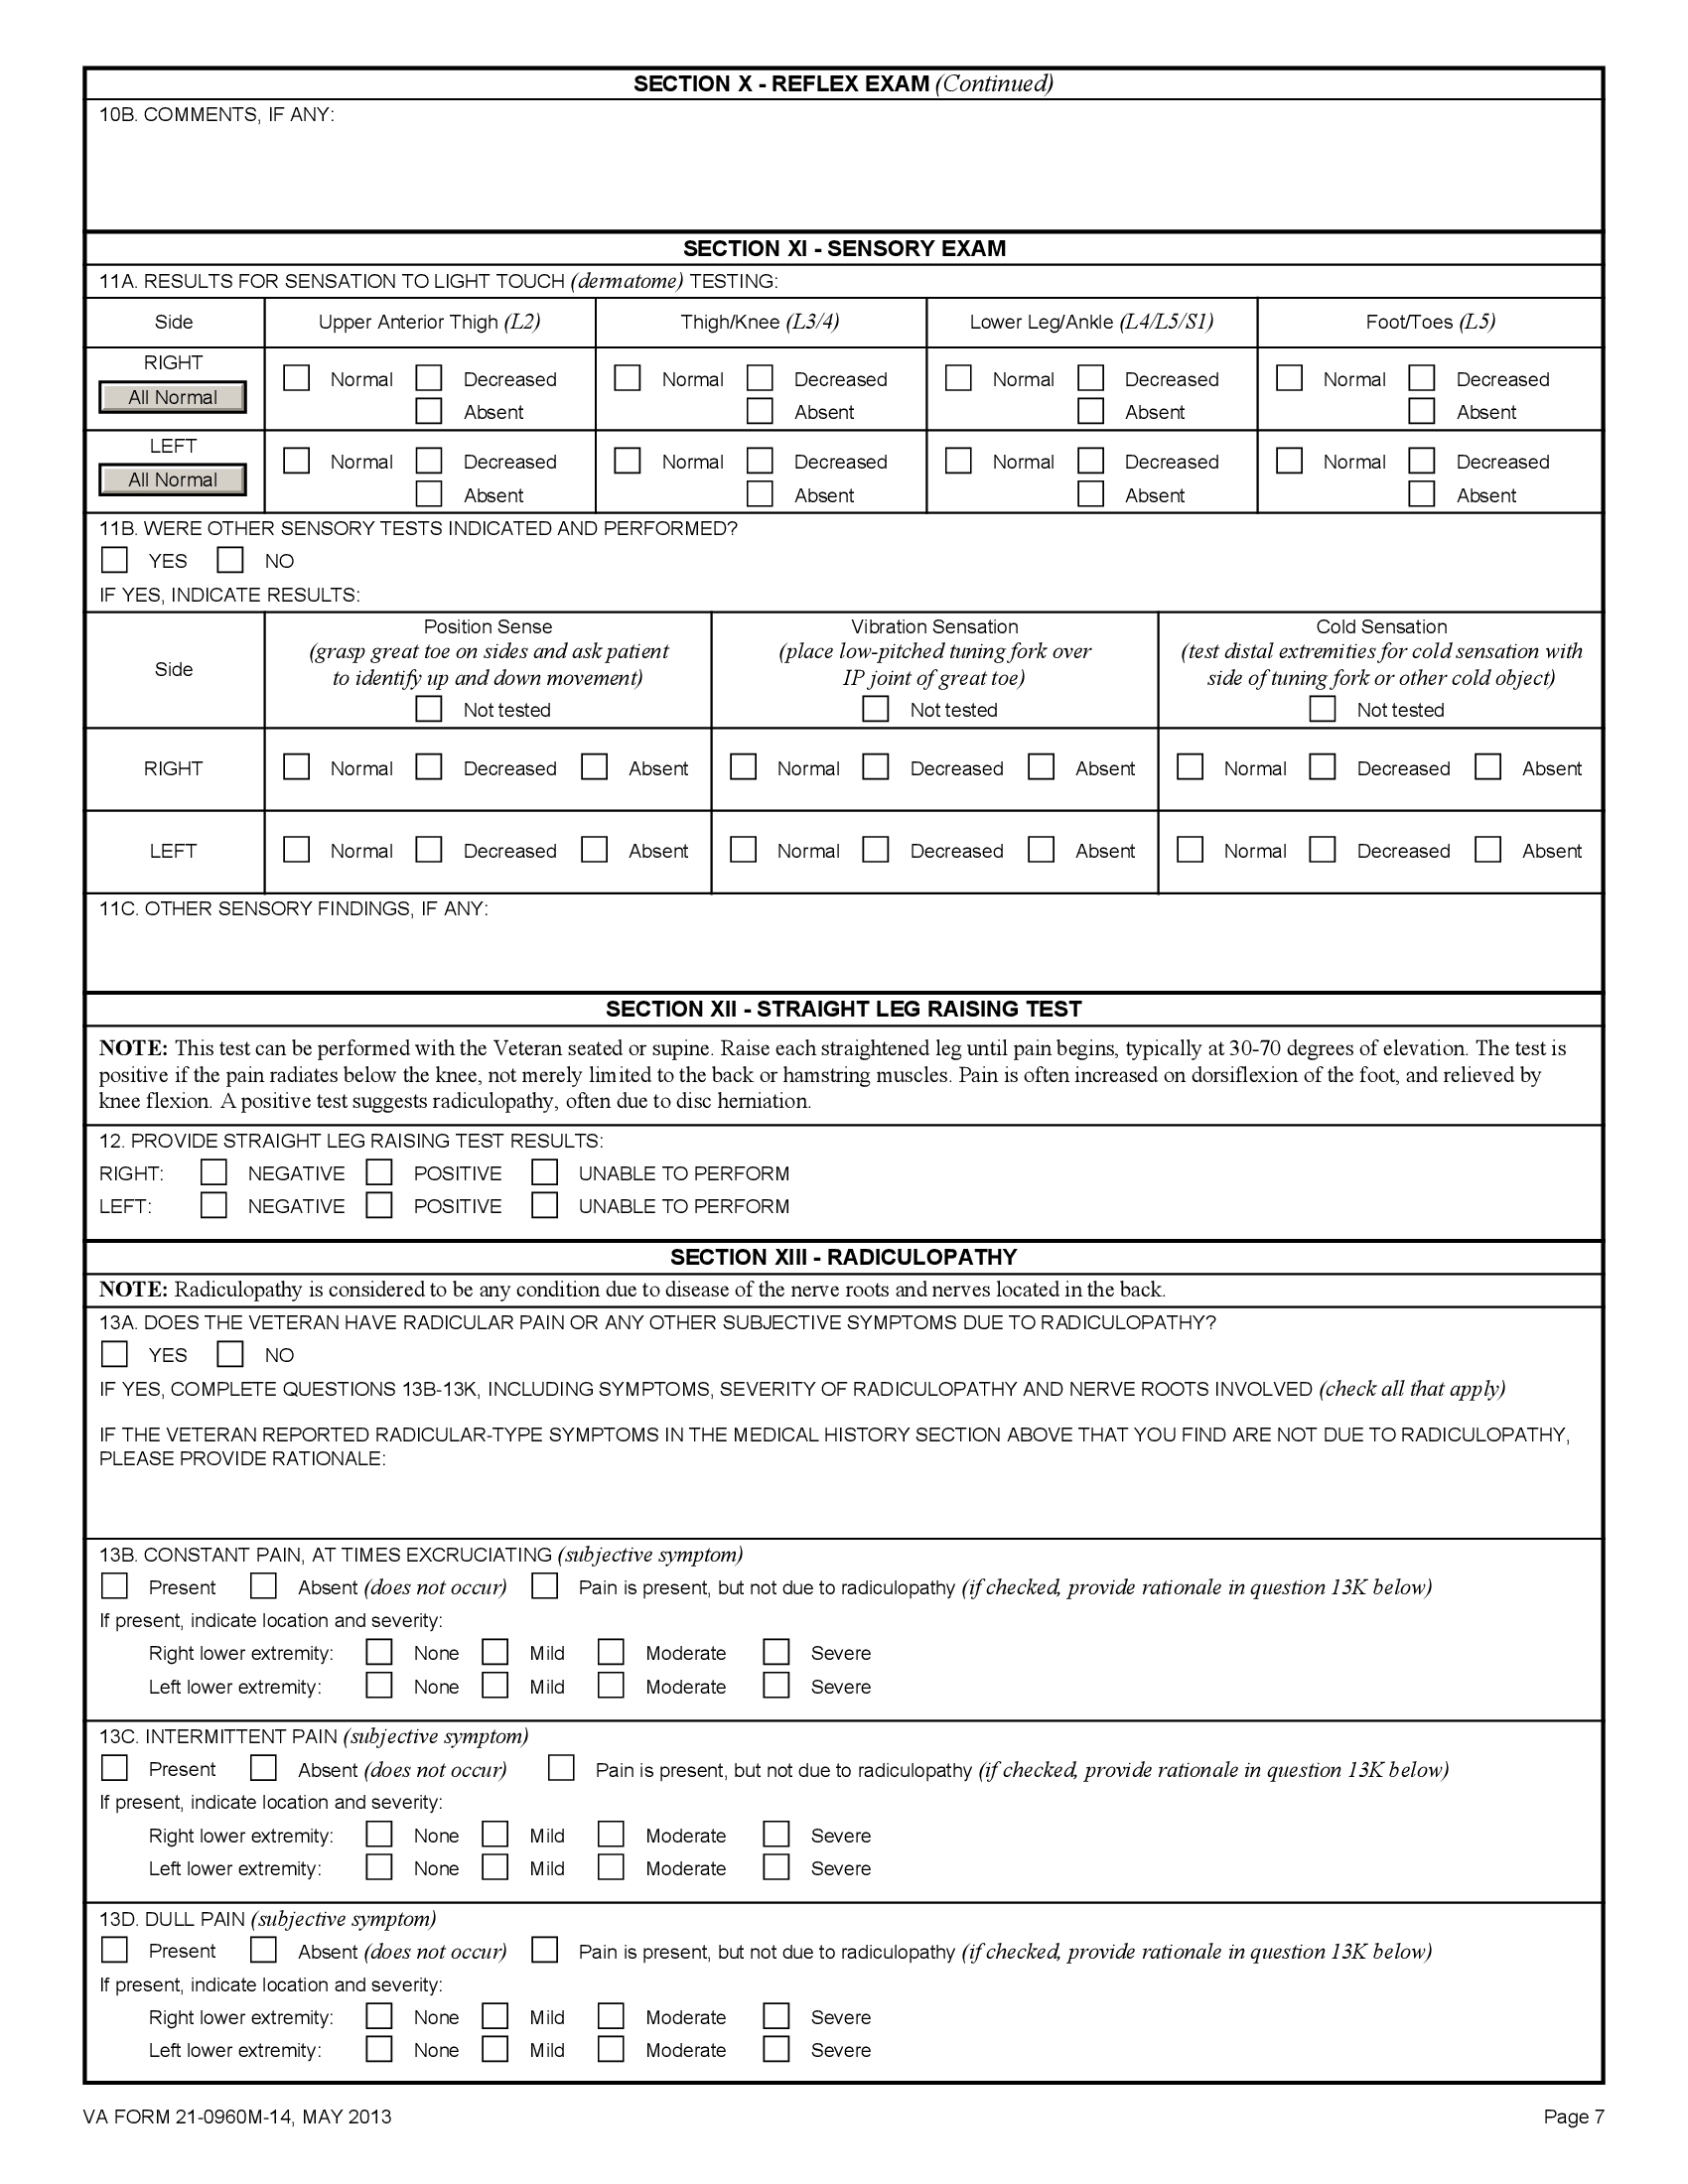 SECTION X - REFLEX EXAM (Continued)
10B. COMMENTS, IF ANY:
SECTION XI - SENSORY EXAM
11A. RESULTS FOR SENSATION TO LIGHT TOUCH (dermatome) TESTING:
Side Upper Anterior Thigh (L2) Thigh/Knee (L3/4) Lower Leg/Ankle (L4/L5/S1) Foot/Toes (L5)
RIGHT
All Normal
Normal Decreased Normal Decreased Normal Decreased Normal Decreased
Absent Absent Absent Absent
LEFT
All Normal
Normal Decreased Normal Decreased Normal Decreased Normal Decreased
Absent Absent Absent Absent
11B. WERE OTHER SENSORY TESTS INDICATED AND PERFORMED?
YES NO
IF YES, INDICATE RESULTS:
Side
Position Sense
(grasp great toe on sides and ask patient
to identify up and down movement)
Not tested
Vibration Sensation
(place low-pitched tuning fork over
IP joint of great toe)
Not tested
Cold Sensation
(test distal extremities for cold sensation with
side of tuning fork or other cold object)
Not tested
RIGHT Normal Decreased Absent Normal Decreased Absent Normal Decreased Absent
LEFT Normal Decreased Absent Normal Decreased Absent Normal Decreased Absent
11C. OTHER SENSORY FINDINGS, IF ANY:
SECTION XII - STRAIGHT LEG RAISING TEST
NOTE: This test can be performed with the Veteran seated or supine. Raise each straightened leg until pain begins, typically at 30-70 degrees of elevation. The test is
positive if the pain radiates below the knee, not merely limited to the back or hamstring muscles. Pain is often increased on dorsiflexion of the foot, and relieved by
knee flexion. A positive test suggests radiculopathy, often due to disc herniation.
12. PROVIDE STRAIGHT LEG RAISING TEST RESULTS:
RIGHT: NEGATIVE POSITIVE UNABLE TO PERFORM
LEFT: NEGATIVE POSITIVE UNABLE TO PERFORM
SECTION XIII - RADICULOPATHY
NOTE: Radiculopathy is considered to be any condition due to disease of the nerve roots and nerves located in the back.
13A. DOES THE VETERAN HAVE RADICULAR PAIN OR ANY OTHER SUBJECTIVE SYMPTOMS DUE TO RADICULOPATHY?
YES NO
IF YES, COMPLETE QUESTIONS 13B-13K, INCLUDING SYMPTOMS, SEVERITY OF RADICULOPATHY AND NERVE ROOTS INVOLVED (check all that apply)
IF THE VETERAN REPORTED RADICULAR-TYPE SYMPTOMS IN THE MEDICAL HISTORY SECTION ABOVE THAT YOU FIND ARE NOT DUE TO RADICULOPATHY,
PLEASE PROVIDE RATIONALE:
13B. CONSTANT PAIN, AT TIMES EXCRUCIATING (subjective symptom)
Present Absent (does not occur) Pain is present, but not due to radiculopathy (if checked, provide rationale in question 13K below)
If present, indicate location and severity:
Right lower extremity: None Mild Moderate Severe
Left lower extremity: None Mild Moderate Severe
13C. INTERMITTENT PAIN (subjective symptom)
Present Absent (does not occur) Pain is present, but not due to radiculopathy (if checked, provide rationale in question 13K below)
If present, indicate location and severity:
Right lower extremity: None Mild Moderate Severe
Left lower extremity: None Mild Moderate Severe
13D. DULL PAIN (subjective symptom)
Present Absent (does not occur) Pain is present, but not due to radiculopathy (if checked, provide rationale in question 13K below)
If present, indicate location and severity:
Right lower extremity: None Mild Moderate Severe
Left lower extremity: None Mild Moderate Severe
VA FORM 21-0960M-14, MAY 2013 Page 7